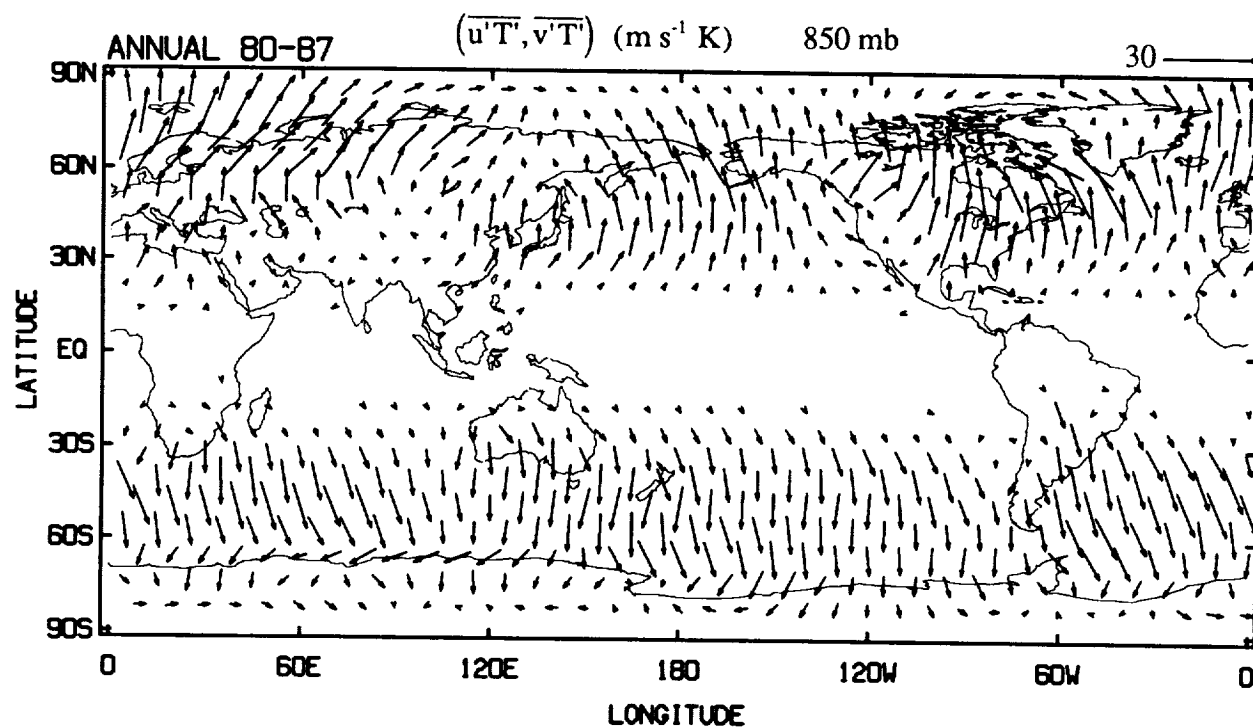 ANNUAL 80-87 (u'T', v'T') (m s⁻¹ K) 850 mb 30
90N
60N
30N
EQ
30S
60S
90S
LATITUDE
0 60E 120E 180 120W 60W 0
LONGITUDE